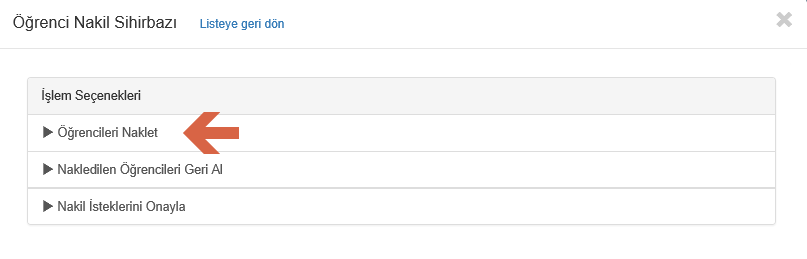 Öğrenci Nakil Sihirbazı Listeye geri dön
İşlem Seçenekleri
Öğrencileri Naklet
Nakledilen Öğrencileri Geri Al
Nakil İsteklerini Onayla